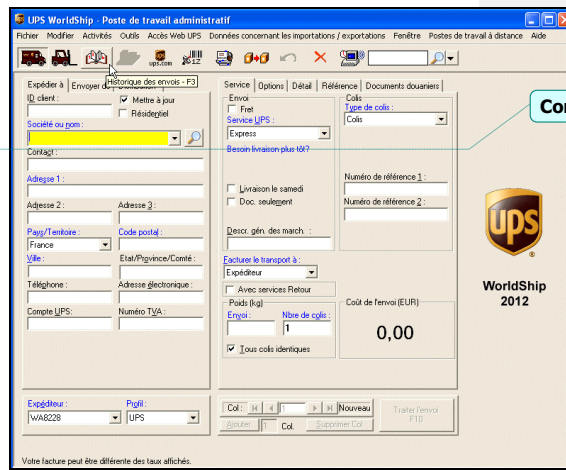 UPS WorldShip - Poste de travail administratif
Fichier Modifier Activités Outils Accès Web UPS Données concernant les importations / exportations Fenêtre Postes de travail à distance Aide
ups.com
Historique des envois - F3
Expédier à Envoyer de
Service Options Détail Référence Documents douaniers
ID client :
Mettre à jour
Résidentiel
Société ou nom :
Contact :
Adresse 1 :
Adresse 2 : Adresse 3 :
Pays/Territoire : Code postal :
France
Ville : Etat/Province/Comté :
Téléphone : Adresse électronique :
Compte UPS: Numéro TVA :
Expéditeur : Profil :
WA8228 UPS
Envoi
Fret
Service UPS :
Express
Besoin livraison plus tôt?
Livraison le samedi
Doc. seulement
Descr. gén. des march. :
Facturer le transport à :
Expéditeur
Avec services Retour
Poids (kg)
Envoi : Nbre de colis :
1
Tous colis identiques
Colis
Type de colis :
Colis
Numéro de référence 1 :
Numéro de référence 2 :
Coût de l'envoi (EUR)
0,00
Col : 1 Nouveau
Ajouter 1 Col. Supprimer Col
Traiter l'envoi
F10
Con
ups
WorldShip
2012
Votre facture peut être différente des taux affichés.